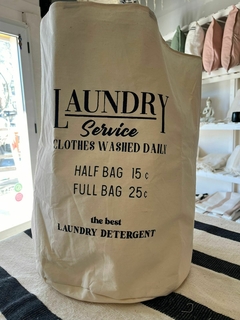 LAUNDRY
Service
CLOTHES WASHED DAILY
HALF BAG 15¢
FULL BAG 25¢
the best
LAUNDRY DETERGENT